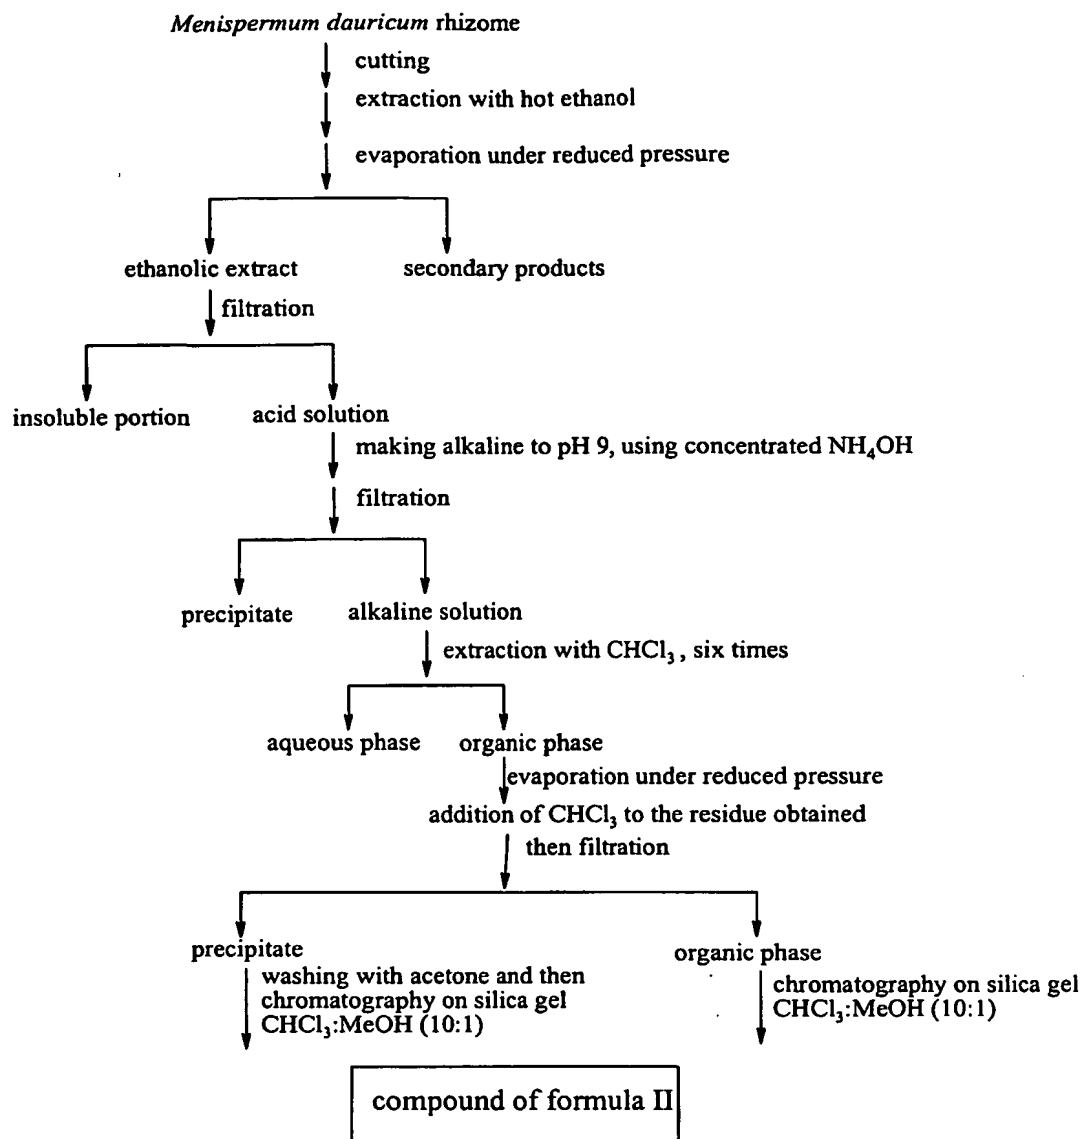 Menispermum dauricum rhizome
cutting
extraction with hot ethanol
evaporation under reduced pressure
ethanolic extract
secondary products
filtration
insoluble portion
acid solution
making alkaline to pH 9, using concentrated NH₄OH
filtration
precipitate
alkaline solution
extraction with CHCl₃ , six times
aqueous phase
organic phase
evaporation under reduced pressure
addition of CHCl₃ to the residue obtained
then filtration
precipitate
washing with acetone and then
chromatography on silica gel
CHCl₃:MeOH (10:1)
organic phase
chromatography on silica gel
CHCl₃:MeOH (10:1)
compound of formula II